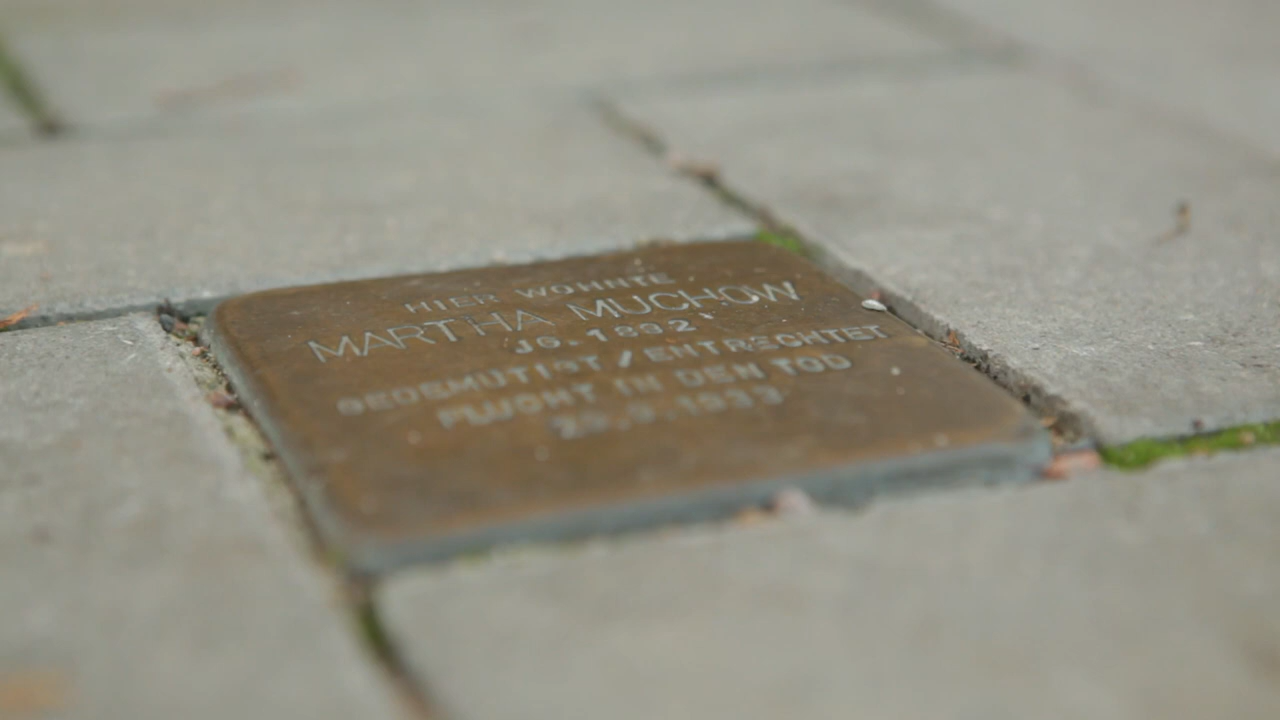 HIER WOHNTE
MARTHA MUCHOW
JG. 1892
GEDEMÜTIGT / ENTRECHTET
FLUCHT IN DEN TOD
29.9.1933